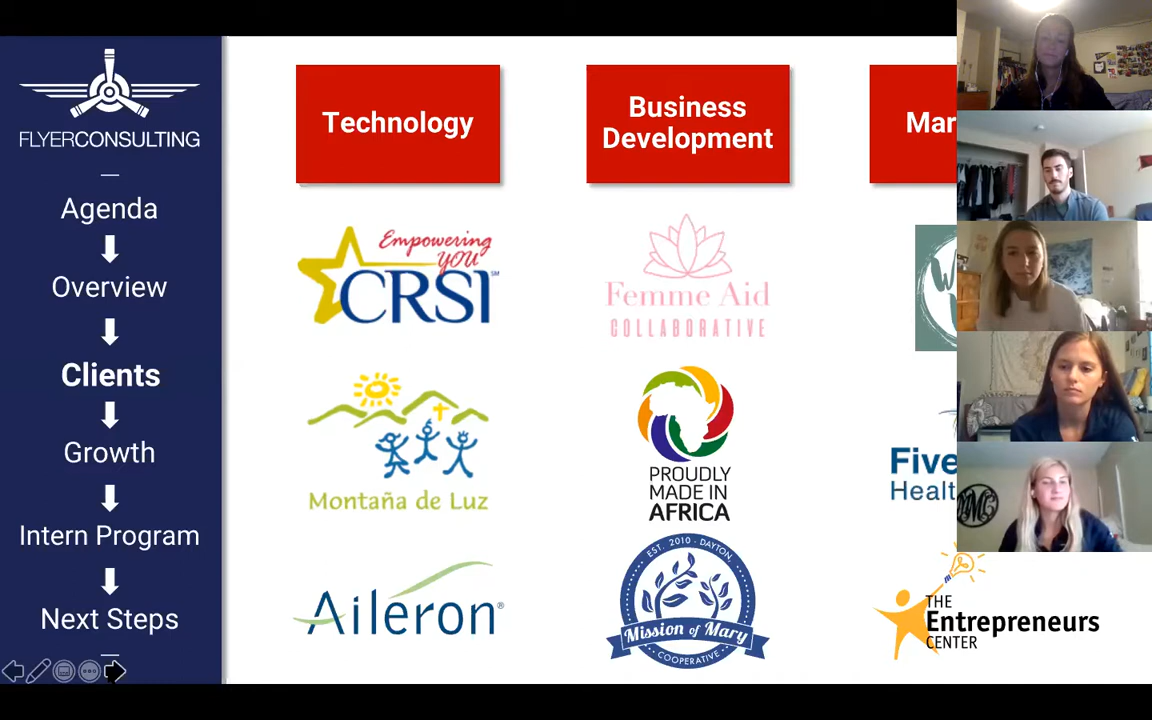 FLYERCONSULTING
Agenda
Overview
Clients
Growth
Intern Program
Next Steps
Technology
Empowering
YOU
CRSI
SM
Montaña de Luz
Aileron®
Business
Development
Femme Aid
COLLABORATIVE
PROUDLY
MADE IN
AFRICA
EST. 2010 - DAYTON,
Mission of Mary
COOPERATIVE
Mar
Five
Healt
THE
Entrepreneurs
CENTER